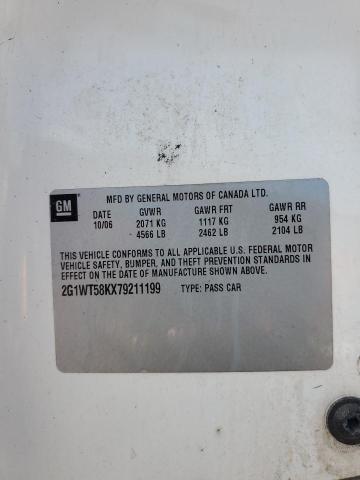 GM
MFD BY GENERAL MOTORS OF CANADA LTD.
DATE GVWR GAWR FRT GAWR RR
10/06 2071 KG 1117 KG 954 KG
4566 LB 2462 LB 2104 LB
THIS VEHICLE CONFORMS TO ALL APPLICABLE U.S. FEDERAL MOTOR
VEHICLE SAFETY, BUMPER, AND THEFT PREVENTION STANDARDS IN
EFFECT ON THE DATE OF MANUFACTURE SHOWN ABOVE.
2G1WT58KX79211199 TYPE: PASS CAR